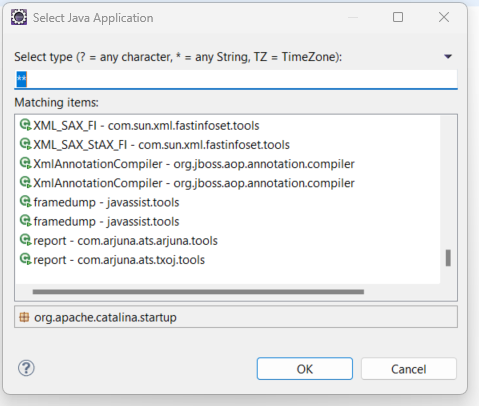 Select Java Application
Select type (? = any character, * = any String, TZ = TimeZone):
**
Matching items:
XML_SAX_FI - com.sun.xml.fastinfoset.tools
XML_SAX_StAX_FI - com.sun.xml.fastinfoset.tools
XmlAnnotationCompiler - org.jboss.aop.annotation.compiler
XmlAnnotationCompiler - org.jboss.aop.annotation.compiler
framedump - javassist.tools
framedump - javassist.tools
report - com.arjuna.ats.arjuna.tools
report - com.arjuna.ats.txoj.tools
org.apache.catalina.startup
OK Cancel